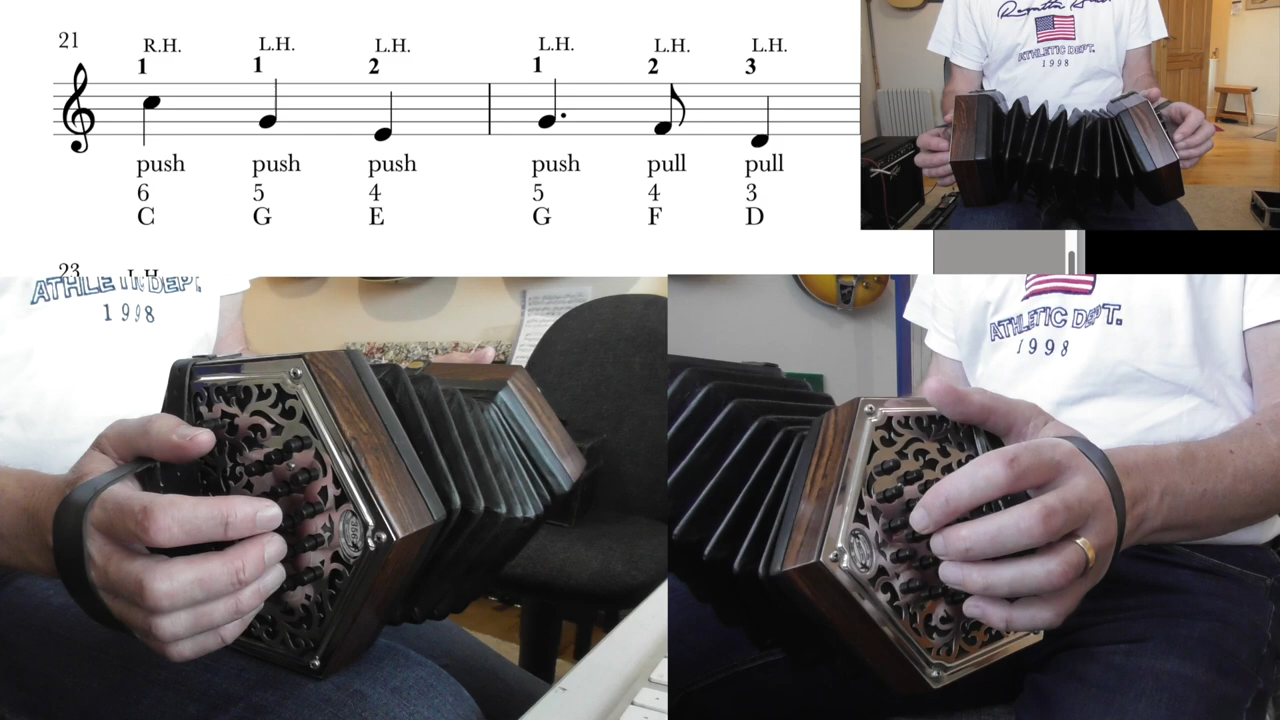 21
R.H. L.H. L.H. L.H. L.H. L.H.
1 1 2 1 2 3
push push push push pull pull
6 5 4 5 4 3
C G E G F D
23
L.H.
ATHLETIC DEPT.
1998
ATHLETIC DEPT.
1998
ATHLETIC DEPT.
1998